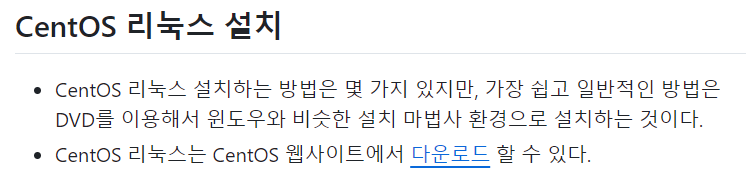 CentOS 리눅스 설치
• CentOS 리눅스 설치하는 방법은 몇 가지 있지만, 가장 쉽고 일반적인 방법은
DVD를 이용해서 윈도우와 비슷한 설치 마법사 환경으로 설치하는 것이다.
• CentOS 리눅스는 CentOS 웹사이트에서 다운로드 할 수 있다.